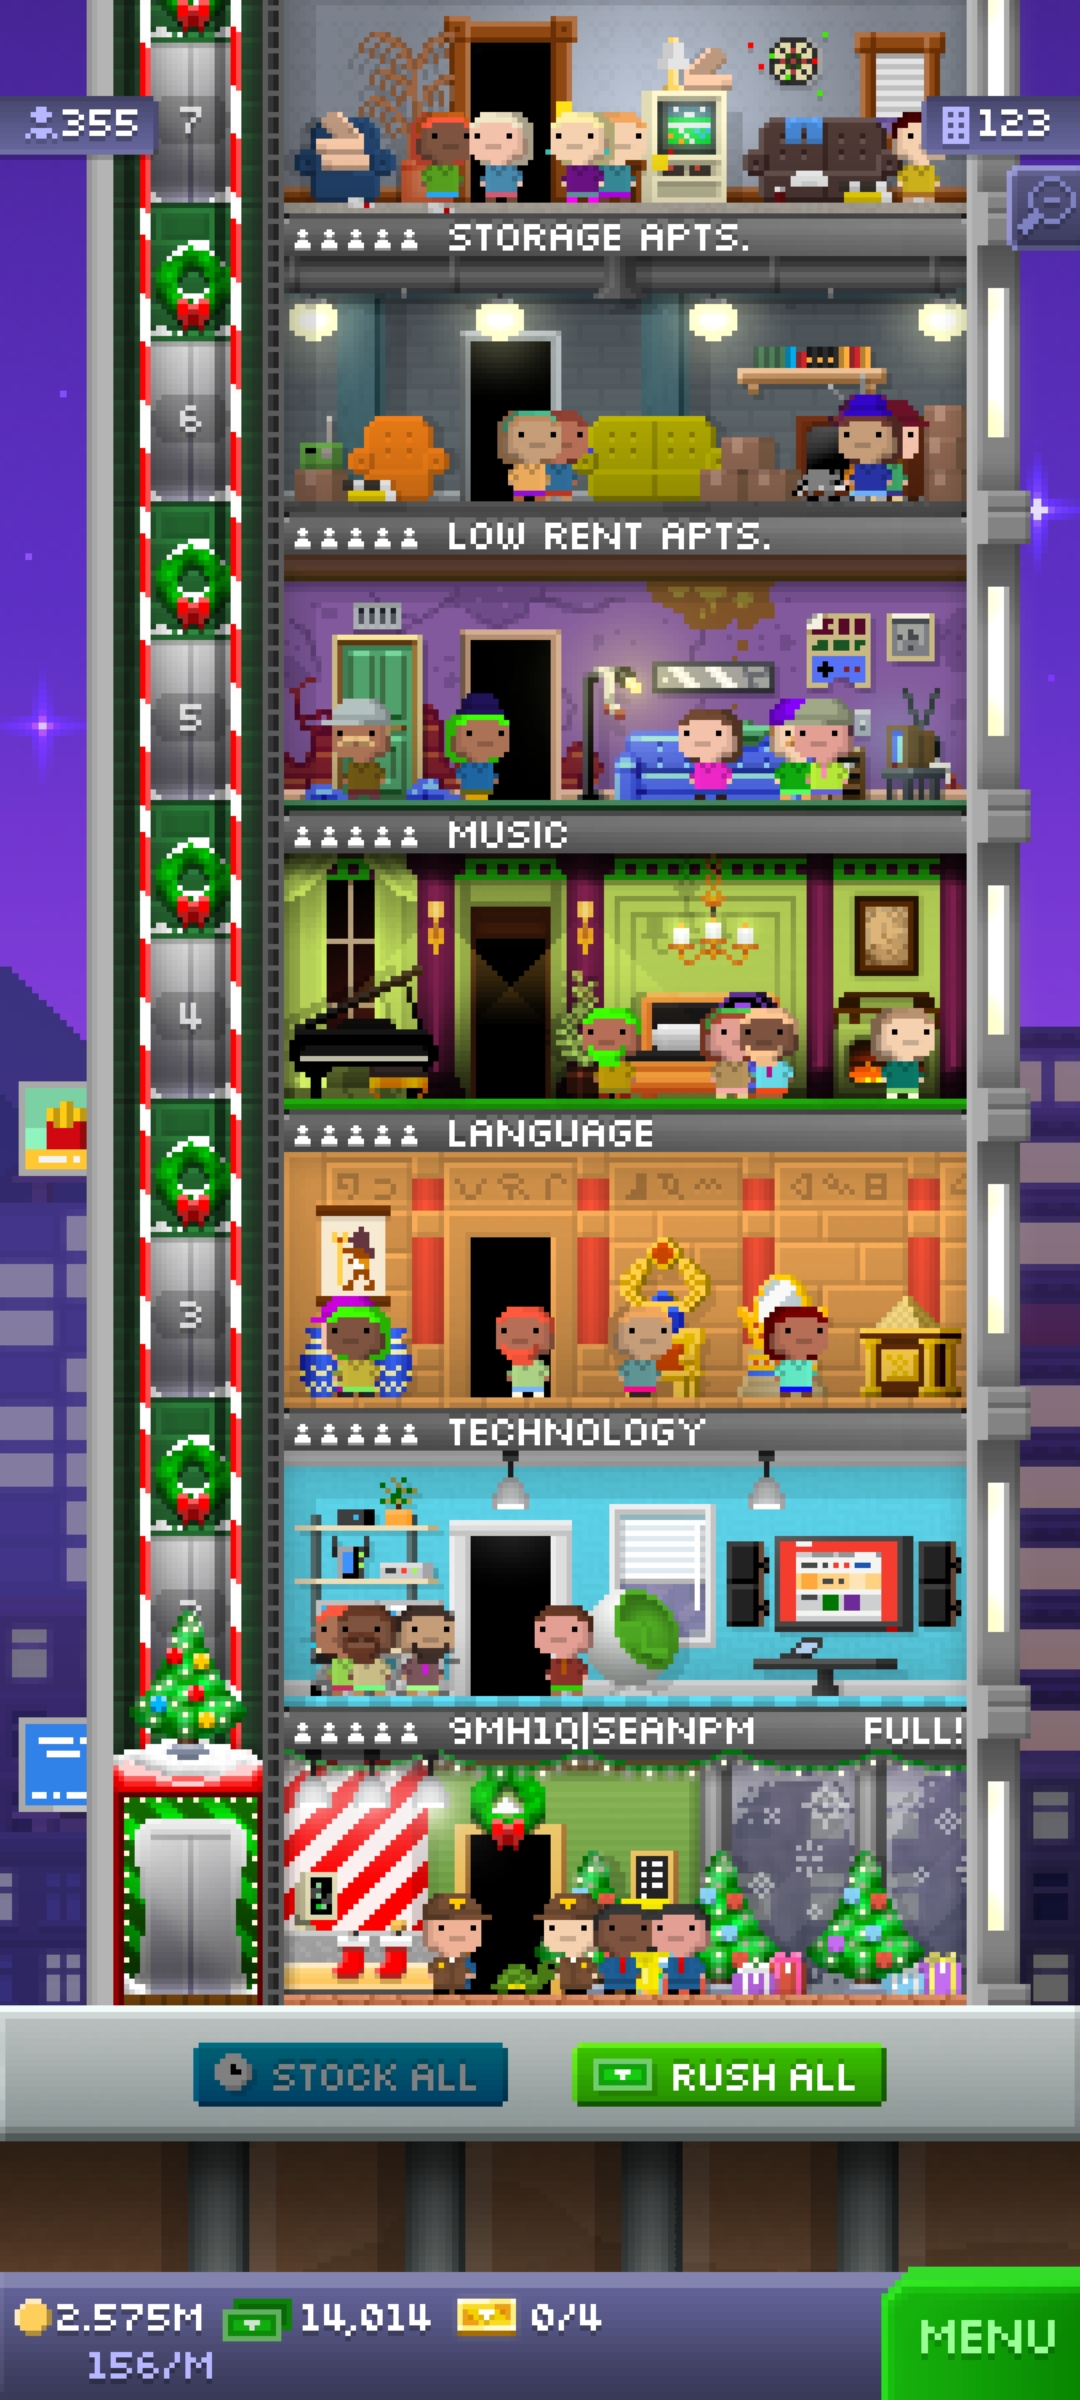 7
355
123
STORAGE APTS.
6
LOW RENT APTS.
5
MUSIC
4
LANGUAGE
3
TECHNOLOGY
9MH1Q|SEANPM FULL!
STOCK ALL
RUSH ALL
2.575M 14,014 0/4
156/M
MENU